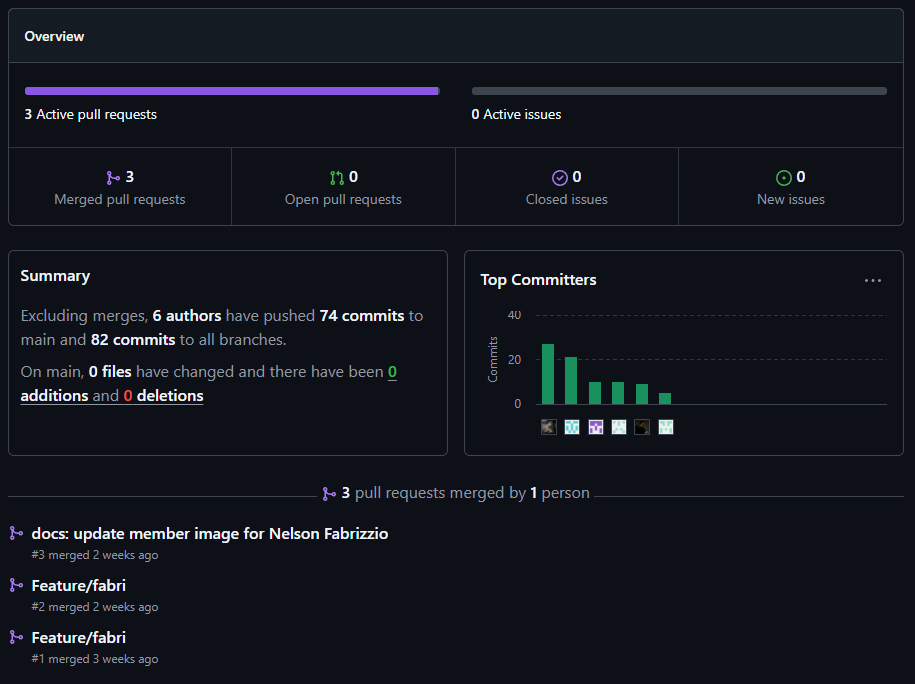 Overview
3 Active pull requests
0 Active issues
3
Merged pull requests
0
Open pull requests
0
Closed issues
0
New issues
Summary
Excluding merges, 6 authors have pushed 74 commits to
main and 82 commits to all branches.
On main, 0 files have changed and there have been 0
additions and 0 deletions
Top Committers
40
20
0
Commits
3 pull requests merged by 1 person
docs: update member image for Nelson Fabrizzio
#3 merged 2 weeks ago
Feature/fabri
#2 merged 2 weeks ago
Feature/fabri
#1 merged 3 weeks ago